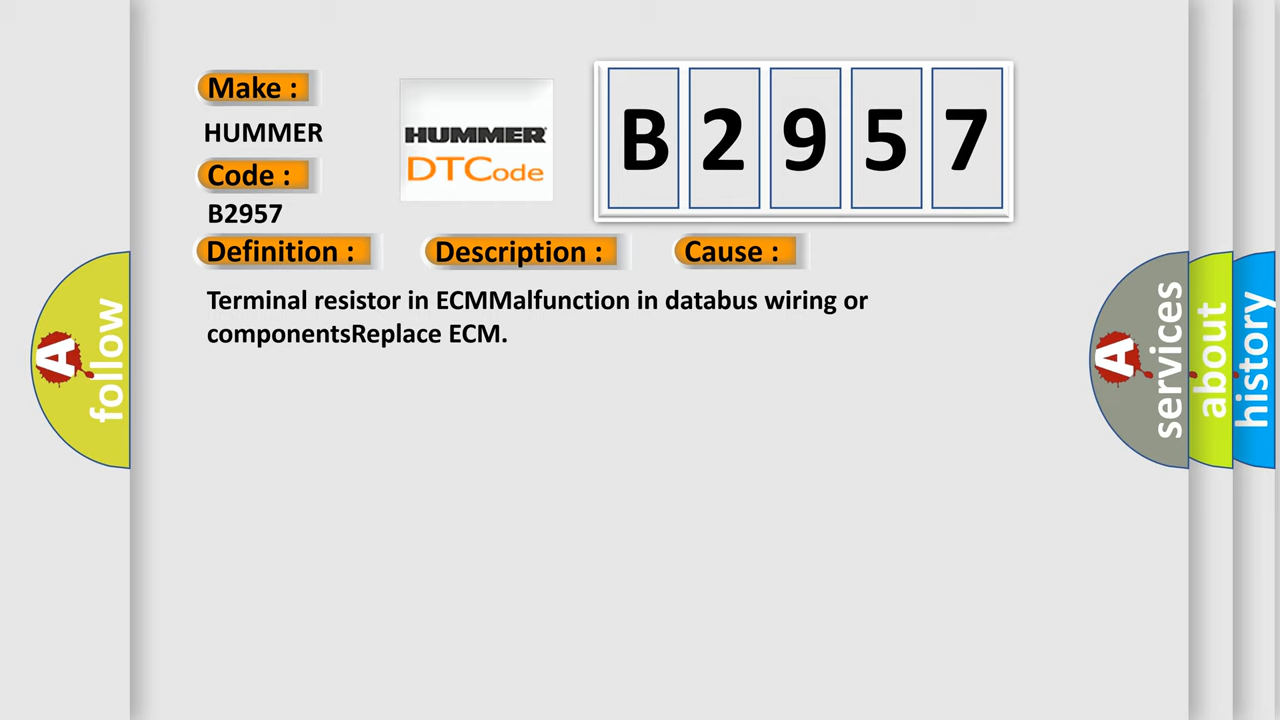 Make :
HUMMER
Code :
B2957
HUMMER
DTCode
B 2 9 5 7
Definition :
Description :
Cause :
Terminal resistor in ECMMalfunction in databus wiring or
componentsReplace ECM.
A
follow
A
services
about
history